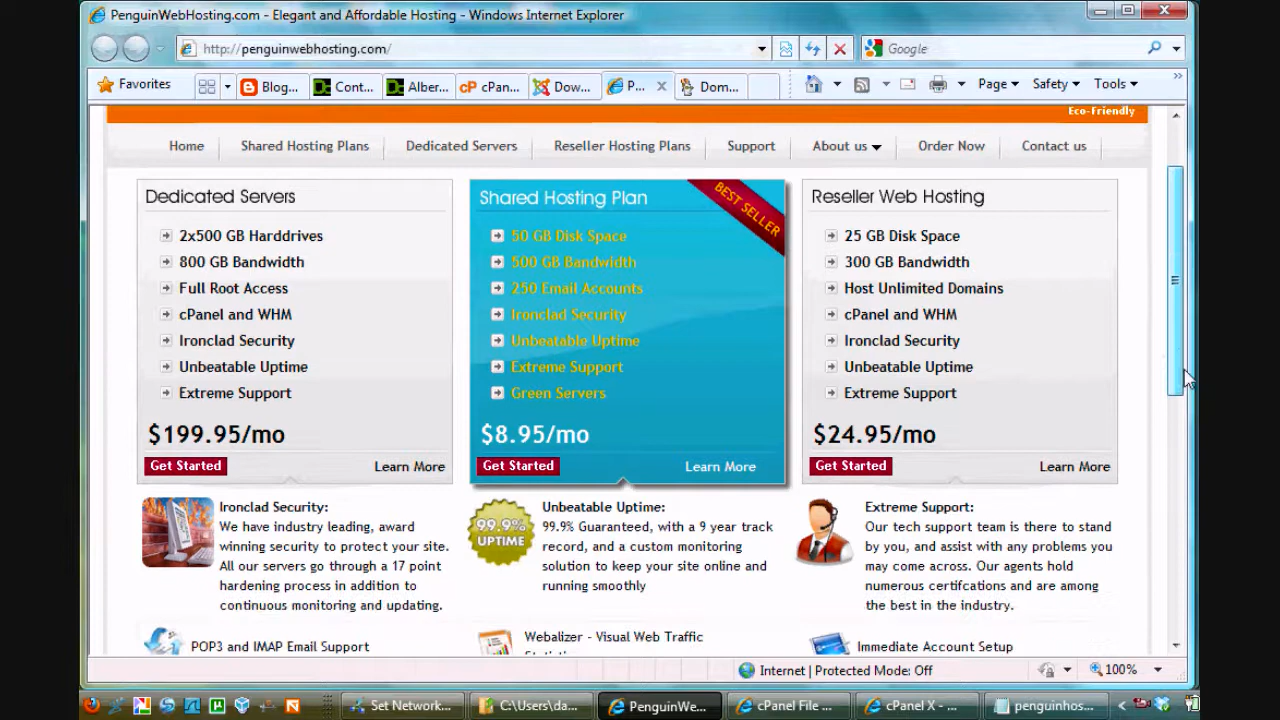 PenguinWebHosting.com - Elegant and Affordable Hosting - Windows Internet Explorer
http://penguinwebhosting.com/
Google
Favorites
Blog...
Cont...
Alber...
cPan...
Dow...
P...
Dom...
Page
Safety
Tools
Eco-Friendly
Home
Shared Hosting Plans
Dedicated Servers
Reseller Hosting Plans
Support
About us
Order Now
Contact us
Dedicated Servers
2x500 GB Harddrives
800 GB Bandwidth
Full Root Access
cPanel and WHM
Ironclad Security
Unbeatable Uptime
Extreme Support
$199.95/mo
Get Started
Learn More
Shared Hosting Plan
BEST SELLER
50 GB Disk Space
500 GB Bandwidth
250 Email Accounts
Ironclad Security
Unbeatable Uptime
Extreme Support
Green Servers
$8.95/mo
Get Started
Learn More
Reseller Web Hosting
25 GB Disk Space
300 GB Bandwidth
Host Unlimited Domains
cPanel and WHM
Ironclad Security
Unbeatable Uptime
Extreme Support
$24.95/mo
Get Started
Learn More
Ironclad Security:
We have industry leading, award
winning security to protect your site.
All our servers go through a 17 point
hardening process in addition to
continuous monitoring and updating.
99.9%
UPTIME
Unbeatable Uptime:
99.9% Guaranteed, with a 9 year track
record, and a custom monitoring
solution to keep your site online and
running smoothly
Extreme Support:
Our tech support team is there to stand
by you, and assist with any problems you
may come across. Our agents hold
numerous certifcations and are among
the best in the industry.
POP3 and IMAP Email Support
Webalizer - Visual Web Traffic
Immediate Account Setup
Internet | Protected Mode: Off
100%
Set Network...
C:\Users\da...
PenguinWe...
cPanel File ...
cPanel X - ...
penguinhos...